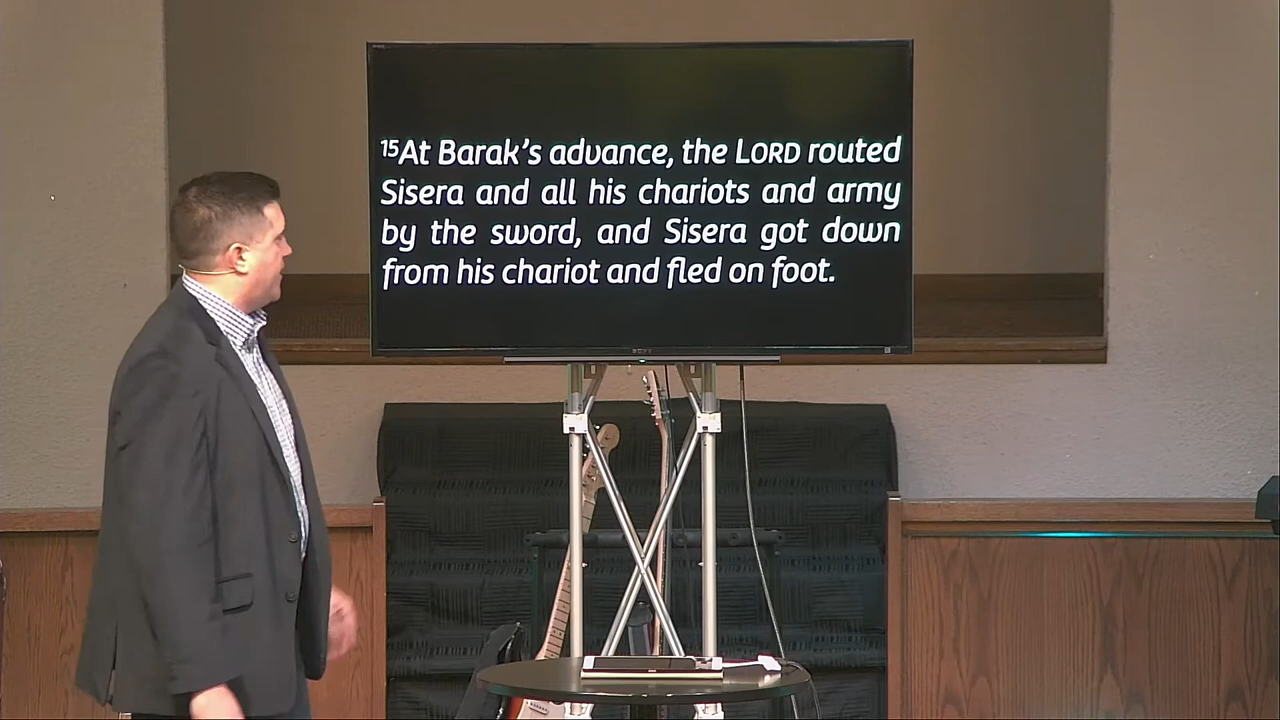 ¹⁵At Barak’s advance, the LORD routed
Sisera and all his chariots and army
by the sword, and Sisera got down
from his chariot and fled on foot.
SONY